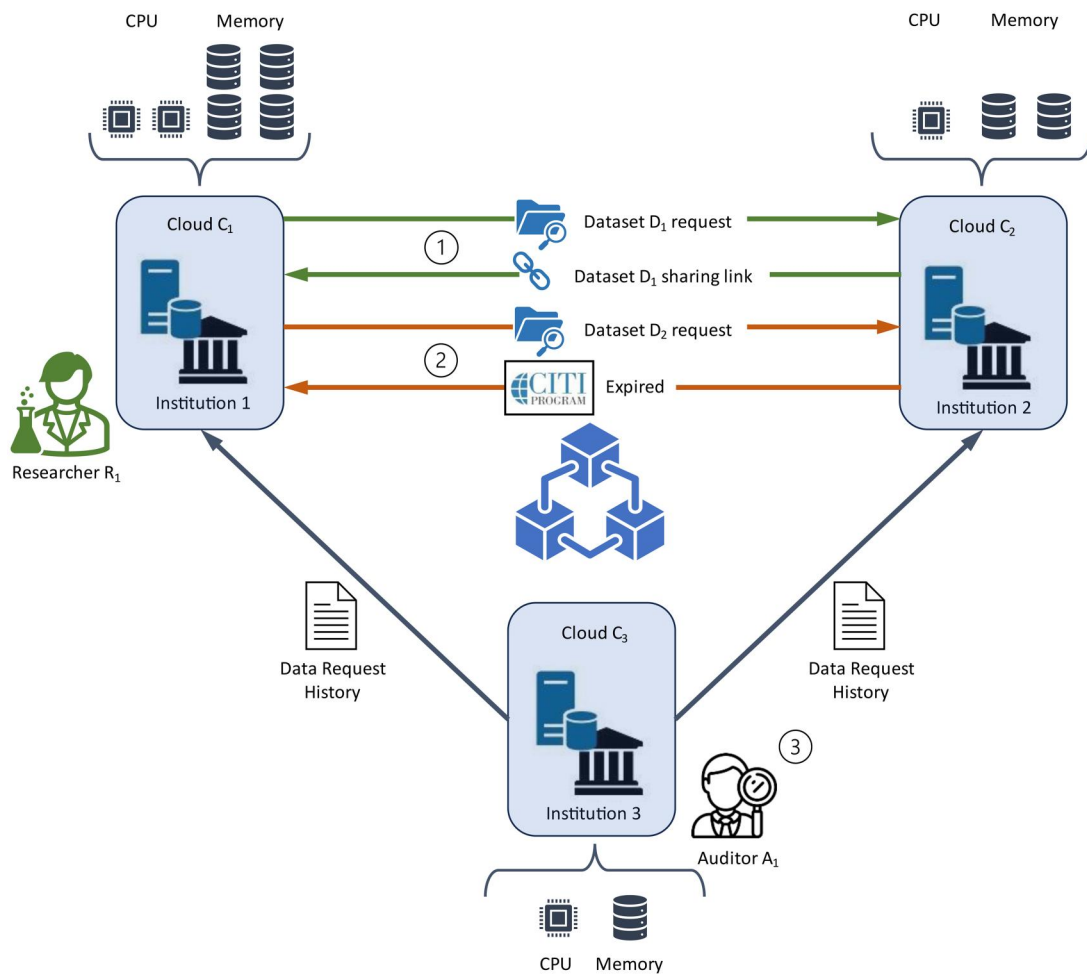 CPU
Memory
CPU
Memory
Cloud C₁
Dataset D₁ request
Cloud C₂
1
Dataset D₁ sharing link
Dataset D₂ request
2
CITI
PROGRAM
Expired
Institution 1
Institution 2
Researcher R₁
Cloud C₃
Data Request
History
Data Request
History
3
Institution 3
Auditor A₁
CPU
Memory